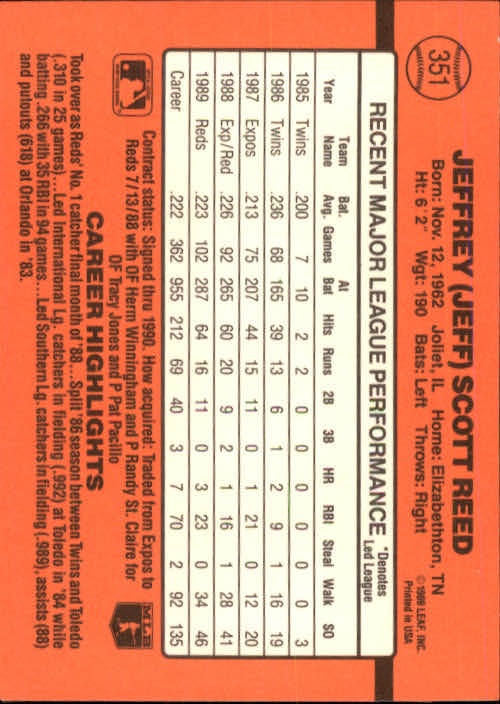 351
JEFFREY (JEFF) SCOTT REED
Born: Nov. 12, 1962 Joliet, IL Home: Elizabethton, TN
Ht: 6'2" Wgt: 190 Bats: Left Throws: Right
© 1989 LEAF, INC.
Printed in USA
RECENT MAJOR LEAGUE PERFORMANCE *Denotes Led League
Year Team Name Bat. Avg. Games At Bat Hits Runs 2B 3B HR RBI Steal Walk SO
1985 Twins .200 7 10 2 2 0 0 0 0 0 0 3
1986 Twins .236 68 165 39 13 6 1 2 9 1 16 19
1987 Expos .213 75 207 44 15 11 0 1 21 0 12 20
1988 Exp/Red .226 92 265 60 20 9 2 1 16 1 28 41
1989 Reds .223 102 287 64 16 11 0 3 23 0 34 46
Career .222 362 955 212 69 40 3 7 70 2 92 135
Contract status: Signed thru 1990. How acquired: Traded from Expos to
Reds 7/13/88 with OF Herm Winningham and P Randy St. Claire for
OF Tracy Jones and P Pat Pacillo
MLB
CAREER HIGHLIGHTS
Took over as Reds' No. 1 catcher final month of '88...Split '86 season between Twins and Toledo
(.310 in 25 games)...Led International Lg. catchers in fielding (.992) at Toledo in '84 while
batting .266 with 35 RBI in 94 games...Led Southern Lg. catchers in fielding (.989), assists (88)
and putouts (618) at Orlando in '83.